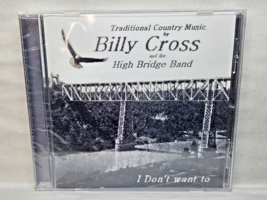 Traditional Country Music
by
Billy Cross
and the
High Bridge Band
I Don't want to